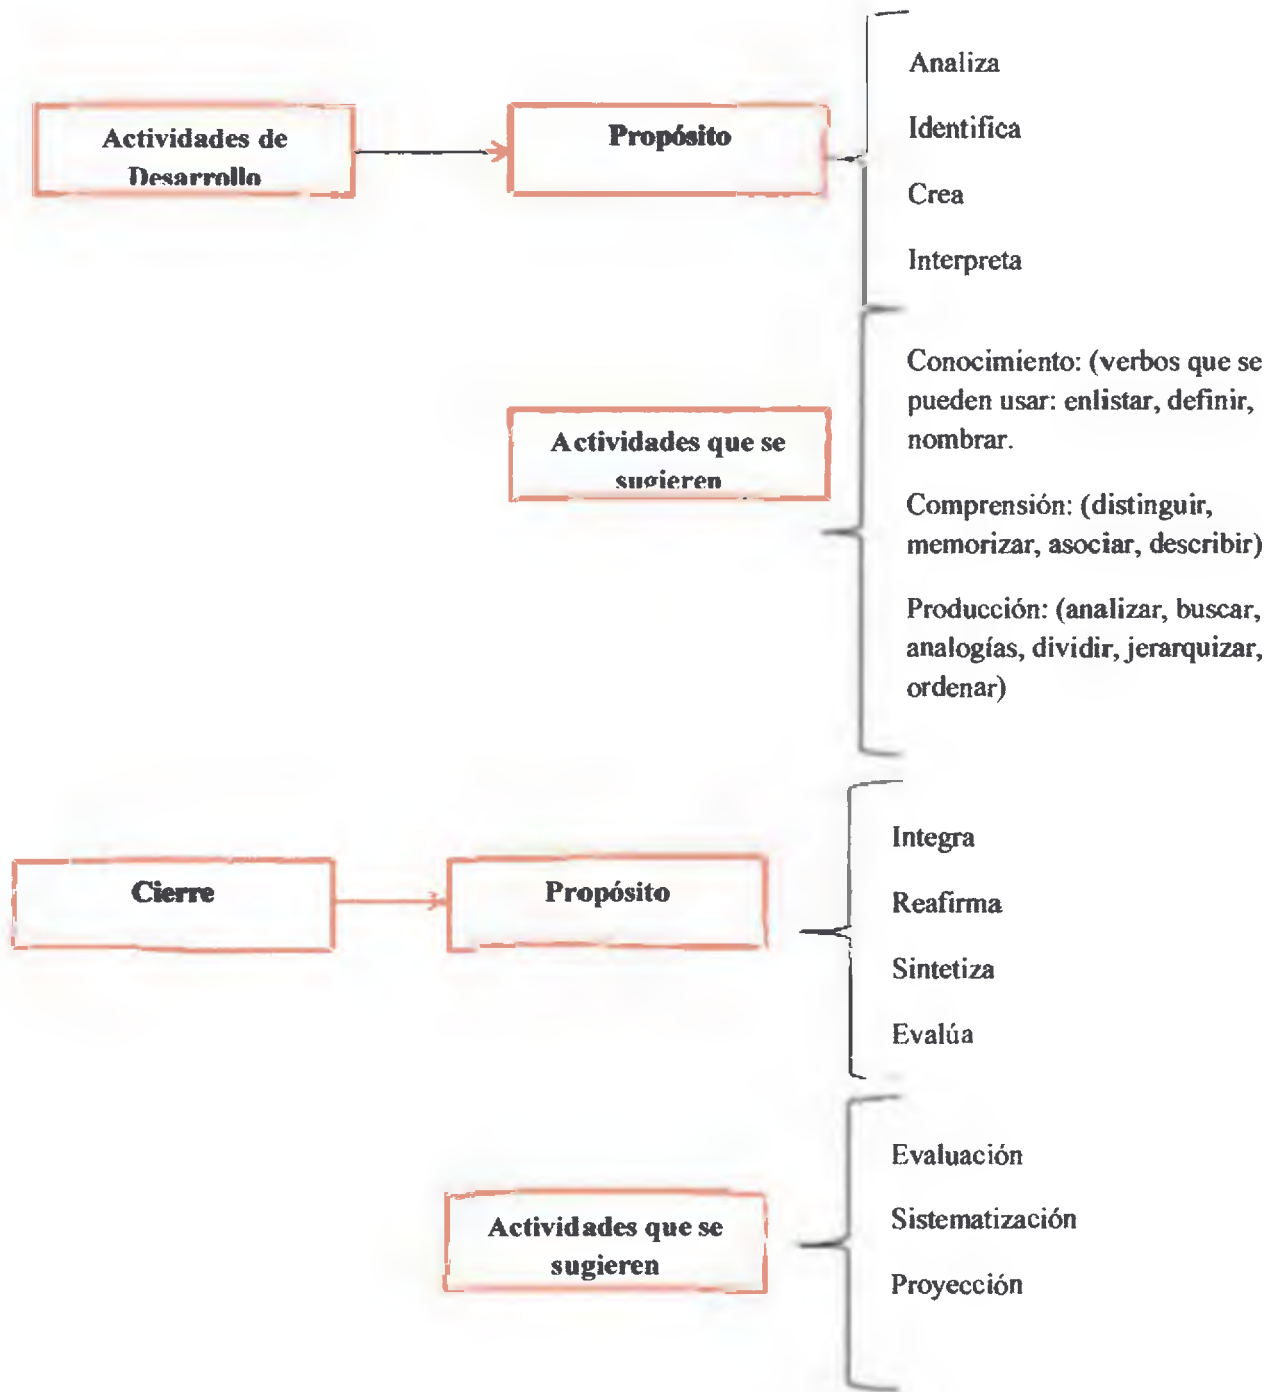 Actividades de
Desarrollo
Propósito
Analiza
Identifica
Crea
Interpreta
Actividades que se
sugieren
Conocimiento: (verbos que se
pueden usar: enlistar, definir,
nombrar.
Comprensión: (distinguir,
memorizar, asociar, describir)
Producción: (analizar, buscar,
analogías, dividir, jerarquizar,
ordenar)
Cierre
Propósito
Integra
Reafirma
Sintetiza
Evalúa
Actividades que se
sugieren
Evaluación
Sistematización
Proyección